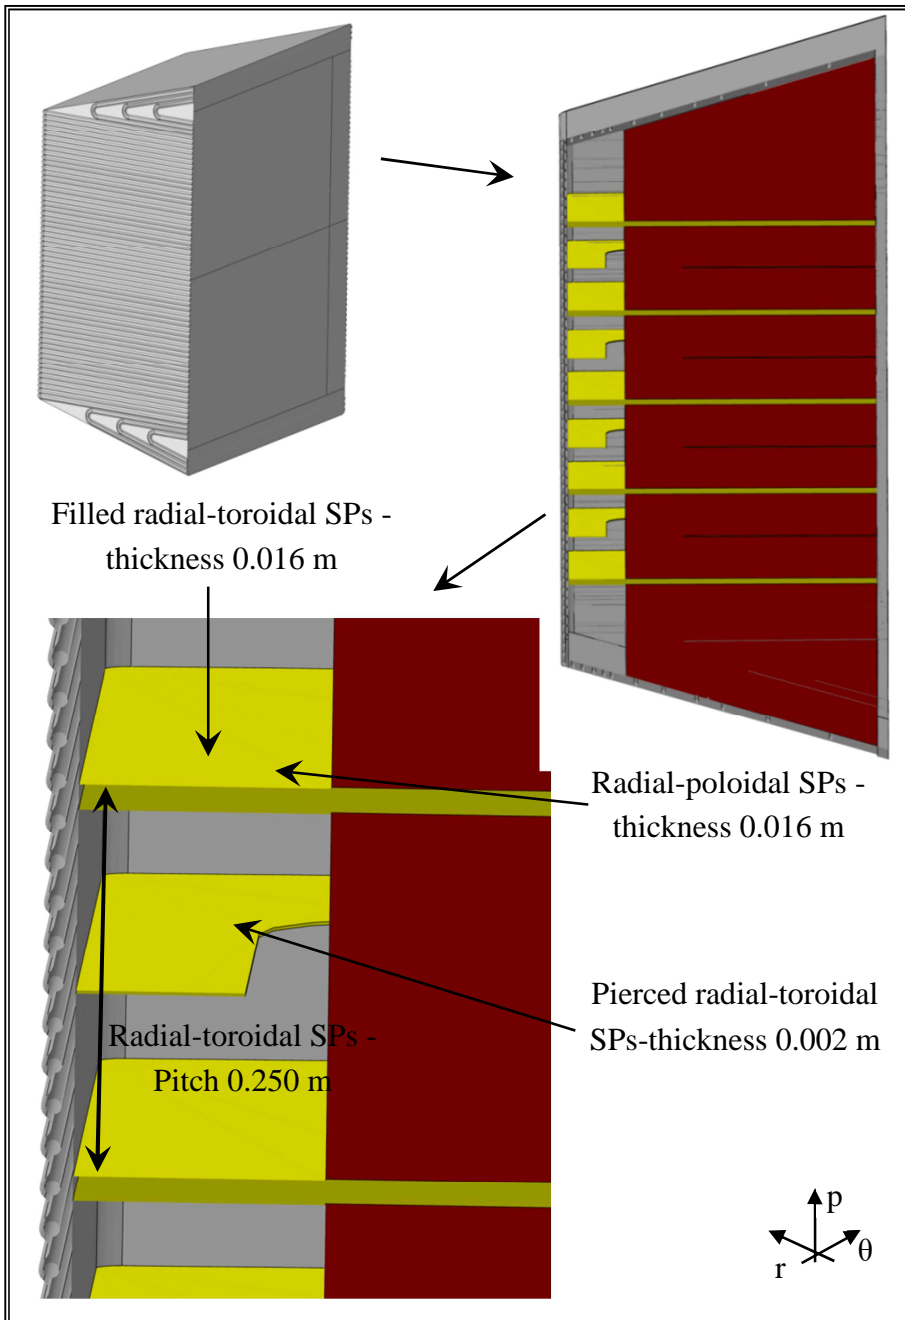 Filled radial-toroidal SPs -
thickness 0.016 m
Radial-poloidal SPs -
thickness 0.016 m
Pierced radial-toroidal
SPs-thickness 0.002 m
Radial-toroidal SPs -
Pitch 0.250 m
p
θ
r